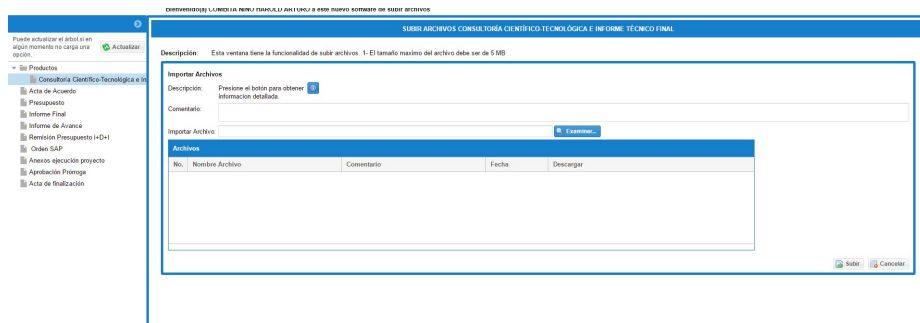 Bienvenido(a) COMBITA NIÑO HAROLD ARTURO a este nuevo software de subir archivos
Puede actualizar el árbol,si en
algún momento no carga una
opción.
Actualizar
Productos
Consultoría Científico-Tecnológica e In
Acta de Acuerdo
Presupuesto
Informe Final
Informe de Avance
Remisión Presupuesto I+D+I
Orden SAP
Anexos ejecución proyecto
Aprobación Prórroga
Acta de finalización
SUBIR ARCHIVOS CONSULTORÍA CIENTÍFICO-TECNOLÓGICA E INFORME TÉCNICO FINAL
Descripción: Esta ventana tiene la funcionalidad de subir archivos. 1- El tamaño maximo del archivo debe ser de 5 MB
Importar Archivos
Descripción: Presione el botón para obtener
informacion detallada.
Comentario:
Importar Archivo:
Examinar...
Archivos
No. Nombre Archivo Comentario Fecha Descargar
Subir Cancelar